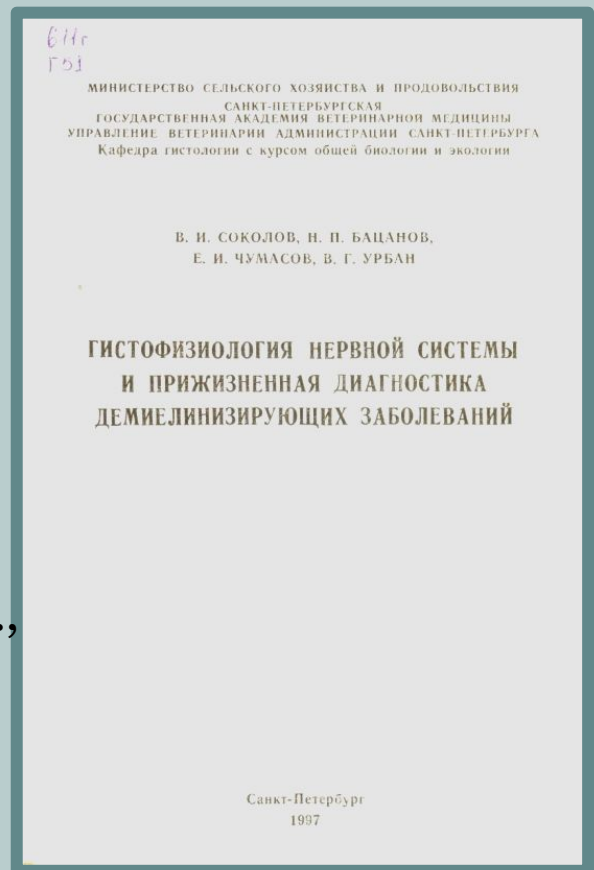 611г
Г51
МИНИСТЕРСТВО СЕЛЬСКОГО ХОЗЯЙСТВА И ПРОДОВОЛЬСТВИЯ
САНКТ-ПЕТЕРБУРГСКАЯ
ГОСУДАРСТВЕННАЯ АКАДЕМИЯ ВЕТЕРИНАРНОЙ МЕДИЦИНЫ
УПРАВЛЕНИЕ ВЕТЕРИНАРИИ АДМИНИСТРАЦИИ САНКТ-ПЕТЕРБУРГА
Кафедра гистологии с курсом общей биологии и экологии
В. И. СОКОЛОВ, Н. П. БАЦАНОВ,
Е. И. ЧУМАСОВ, В. Г. УРБАН
ГИСТОФИЗИОЛОГИЯ НЕРВНОЙ СИСТЕМЫ
И ПРИЖИЗНЕННАЯ ДИАГНОСТИКА
ДЕМИЕЛИНИЗИРУЮЩИХ ЗАБОЛЕВАНИЙ
.,
Санкт-Петербург
1997